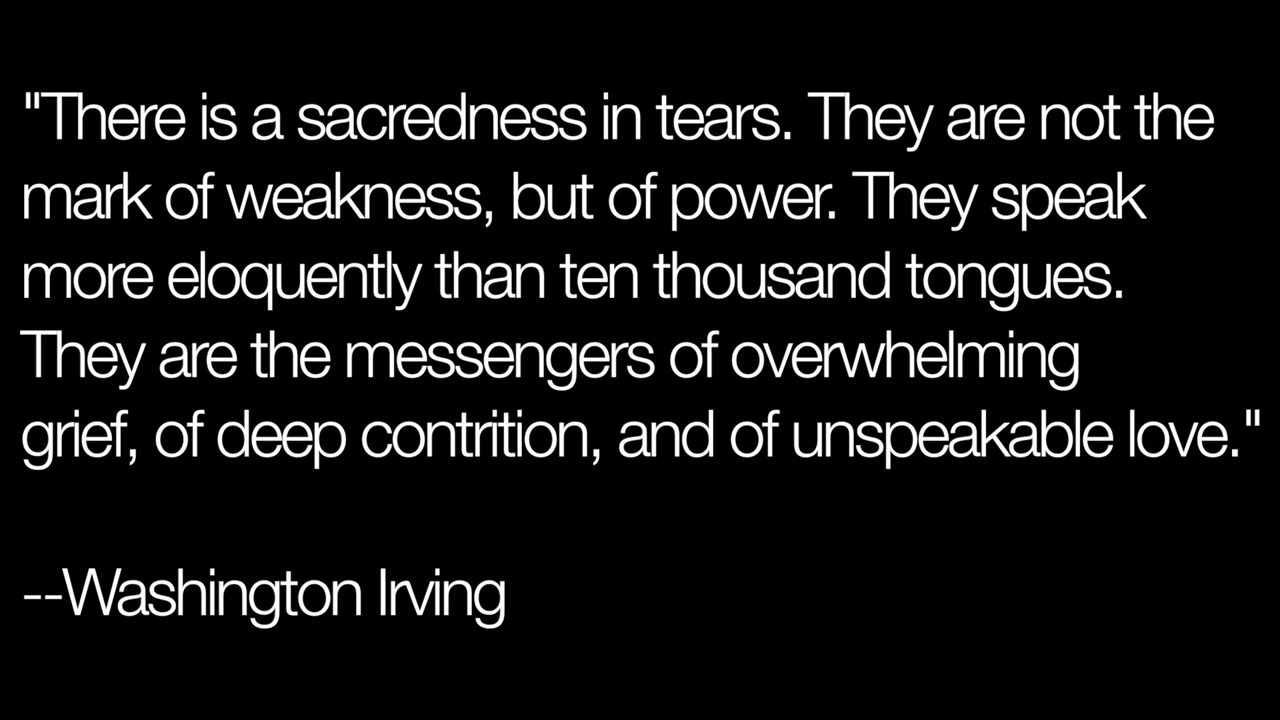 "There is a sacredness in tears. They are not the
mark of weakness, but of power. They speak
more eloquently than ten thousand tongues.
They are the messengers of overwhelming
grief, of deep contrition, and of unspeakable love."
--Washington Irving